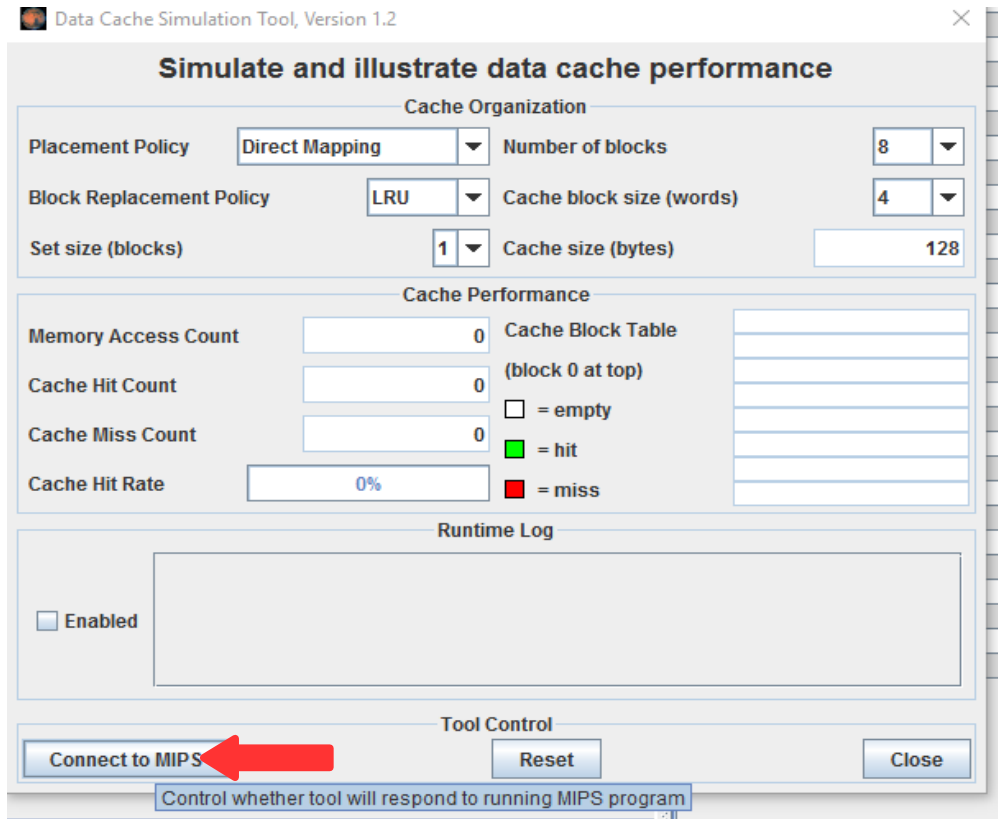 Data Cache Simulation Tool, Version 1.2
Simulate and illustrate data cache performance
Cache Organization
Placement Policy Direct Mapping Number of blocks 8
Block Replacement Policy LRU Cache block size (words) 4
Set size (blocks) 1 Cache size (bytes) 128
Cache Performance
Memory Access Count 0
Cache Hit Count 0
Cache Miss Count 0
Cache Hit Rate 0%
Cache Block Table
(block 0 at top)
= empty
= hit
= miss
Runtime Log
Enabled
Tool Control
Connect to MIPS Reset Close
Control whether tool will respond to running MIPS program